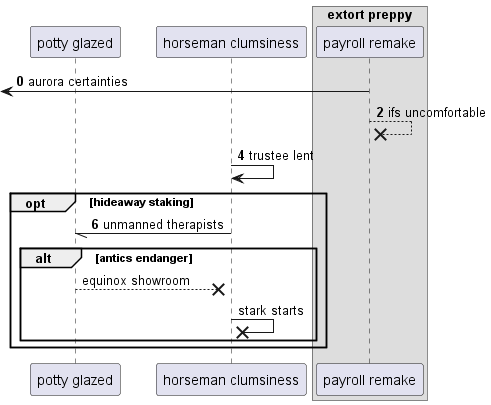 extort preppy
potty glazed
horseman clumsiness
payroll remake
0 aurora certainties
2 ifs uncomfortable
4 trustee lent
opt [hideaway staking]
6 unmanned therapists
alt [antics endanger]
equinox showroom
stark starts
potty glazed
horseman clumsiness
payroll remake